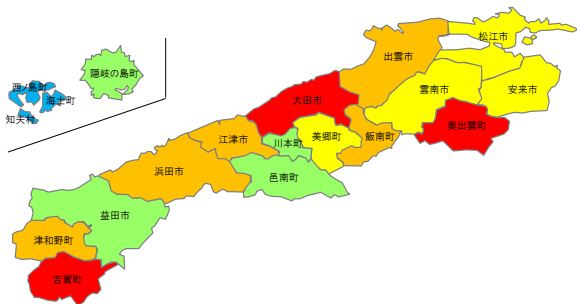 松江市
隠岐の島町
出雲市
西ノ島町
海士町
知夫村
雲南市
安来市
大田市
奥出雲町
美郷町
飯南町
川本町
江津市
浜田市
邑南町
益田市
津和野町
吉賀町